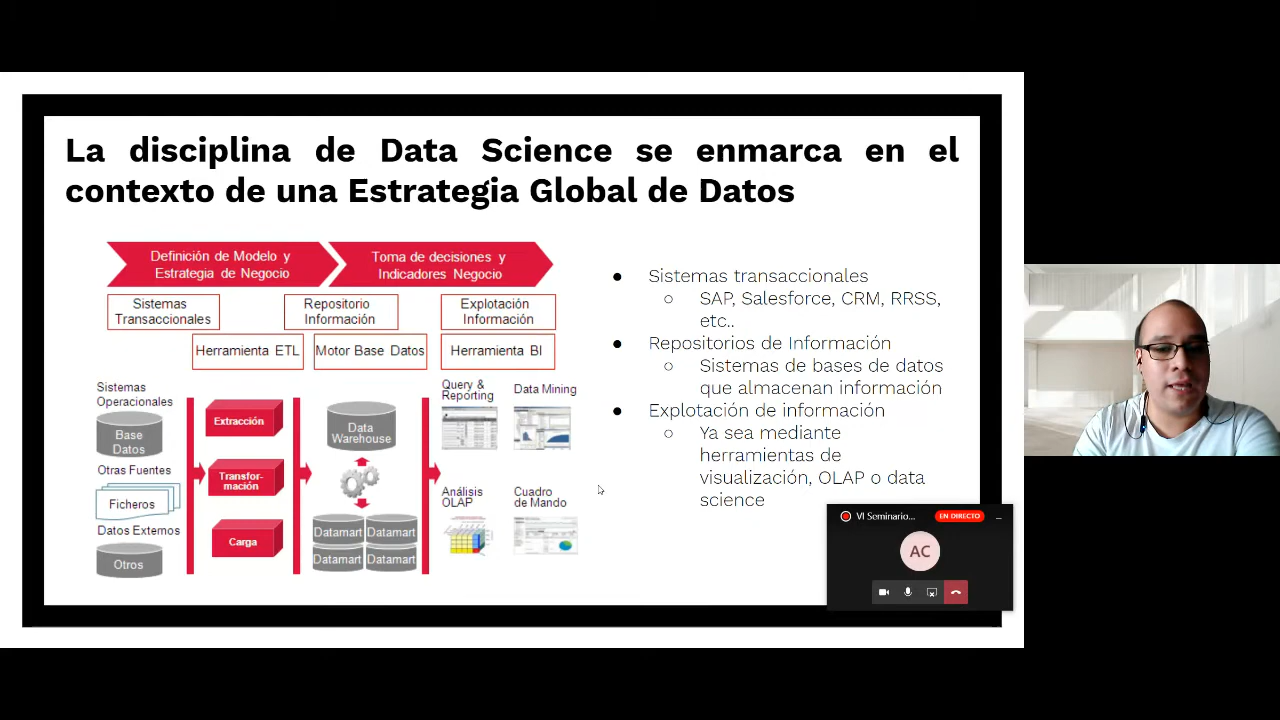 La disciplina de Data Science se enmarca en el
contexto de una Estrategia Global de Datos
Definición de Modelo y
Estrategia de Negocio
Toma de decisiones y
Indicadores Negocio
Sistemas
Transaccionales
Repositorio
Información
Explotación
Información
Herramienta ETL
Motor Base Datos
Herramienta BI
Sistemas
Operacionales
Base
Datos
Otras Fuentes
Ficheros
Datos Externos
Otros
Extracción
Transfor-
mación
Carga
Data
Warehouse
Datamart
Datamart
Datamart
Datamart
Query &
Reporting
Data Mining
Análisis
OLAP
Cuadro
de Mando
● Sistemas transaccionales
○ SAP, Salesforce, CRM, RRSS,
etc..
● Repositorios de Información
○ Sistemas de bases de datos
que almacenan información
● Explotación de información
○ Ya sea mediante
herramientas de
visualización, OLAP o data
science
VI Seminario...
EN DIRECTO
AC